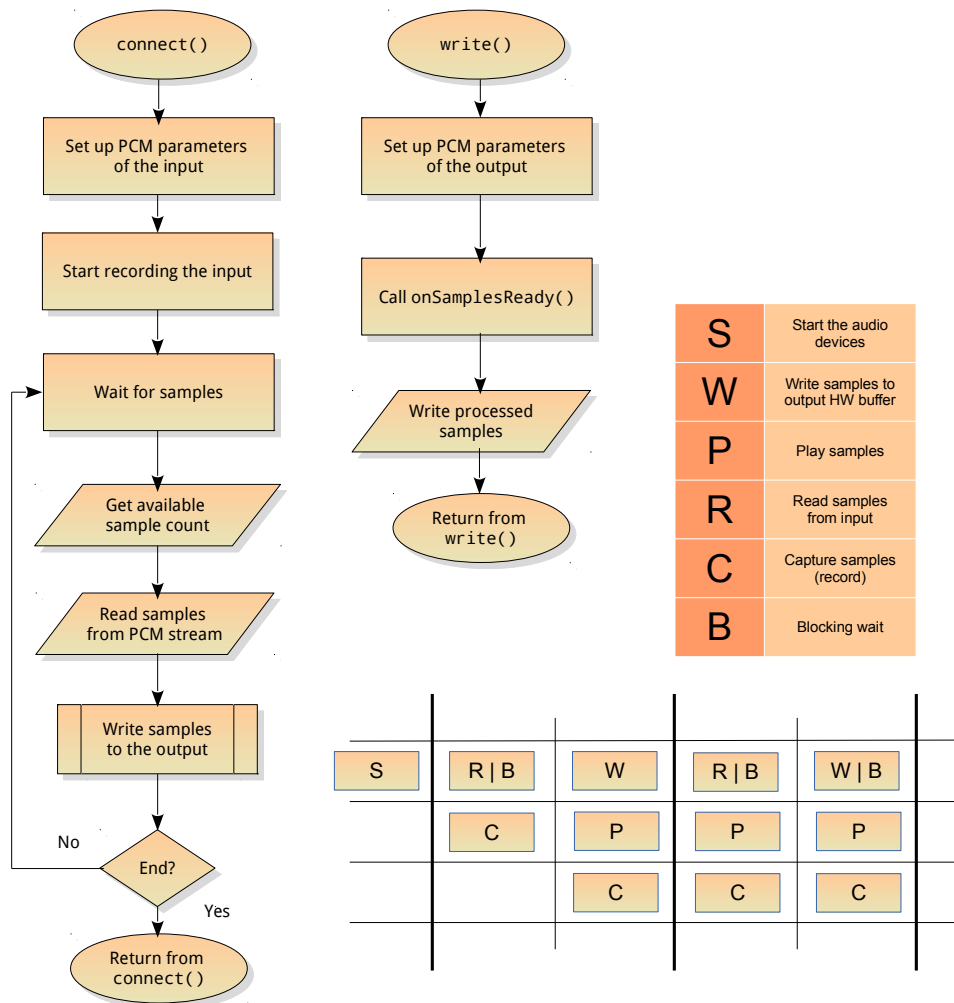 connect()
Set up PCM parameters
of the input
Start recording the input
Wait for samples
Get available
sample count
Read samples
from PCM stream
Write samples
to the output
No
End?
Yes
Return from
connect()
write()
Set up PCM parameters
of the output
Call onSamplesReady()
Write processed
samples
Return from
write()
S
Start the audio
devices
W
Write samples to
output HW buffer
P
Play samples
R
Read samples
from input
C
Capture samples
(record)
B
Blocking wait
S
R | B
W
R | B
W | B
C
P
P
P
C
C
C